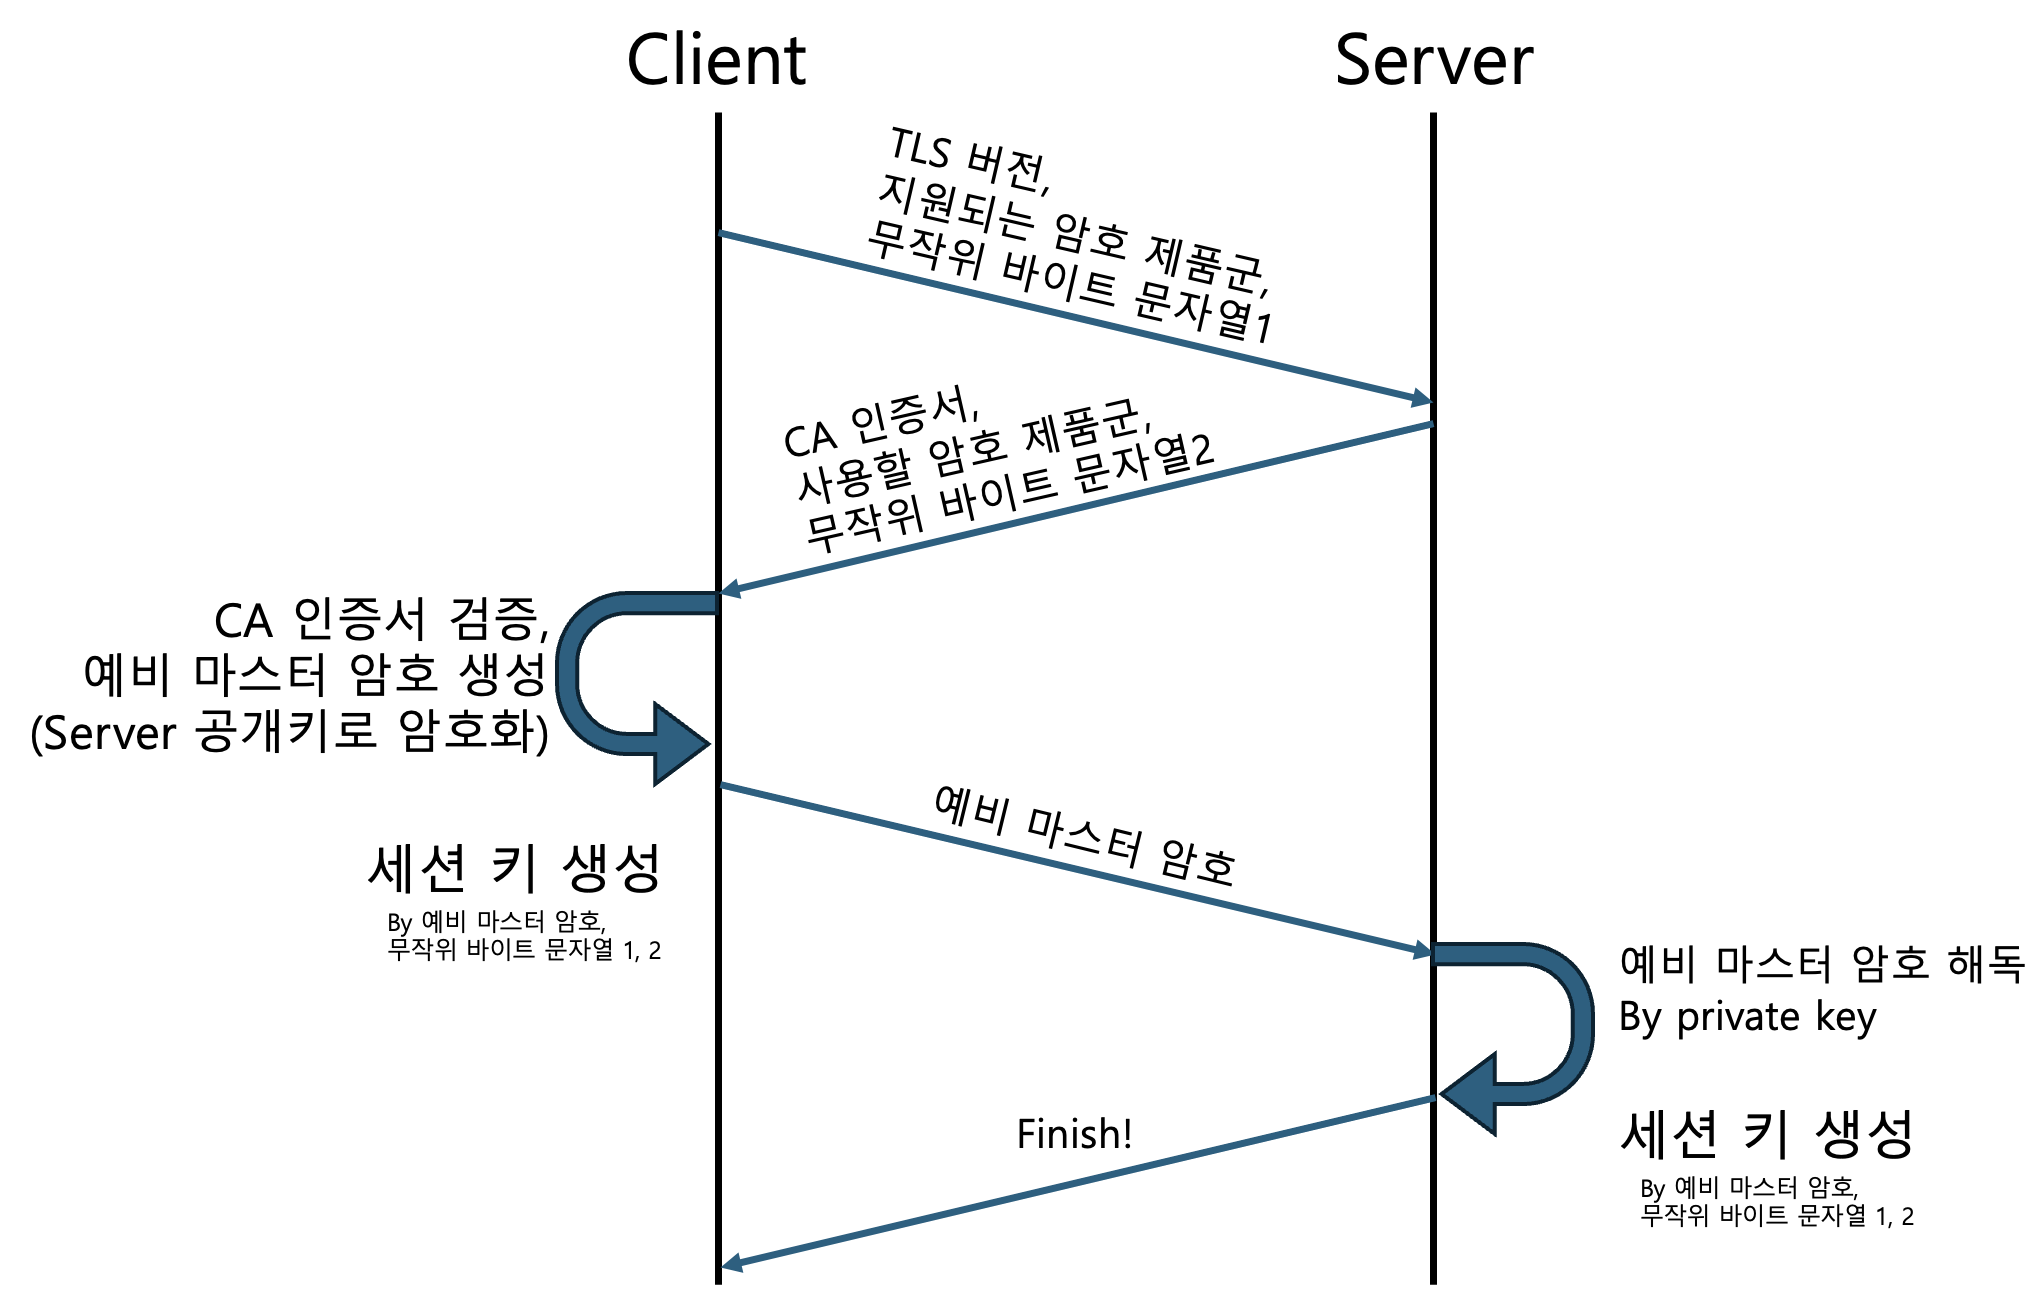 Client
Server
TLS 버전,
지원되는 암호 제품군,
무작위 바이트 문자열1
CA 인증서,
사용할 암호 제품군,
무작위 바이트 문자열2
CA 인증서 검증,
예비 마스터 암호 생성
(Server 공개키로 암호화)
예비 마스터 암호
세션 키 생성
By 예비 마스터 암호,
무작위 바이트 문자열 1, 2
예비 마스터 암호 해독
By private key
Finish!
세션 키 생성
By 예비 마스터 암호,
무작위 바이트 문자열 1, 2